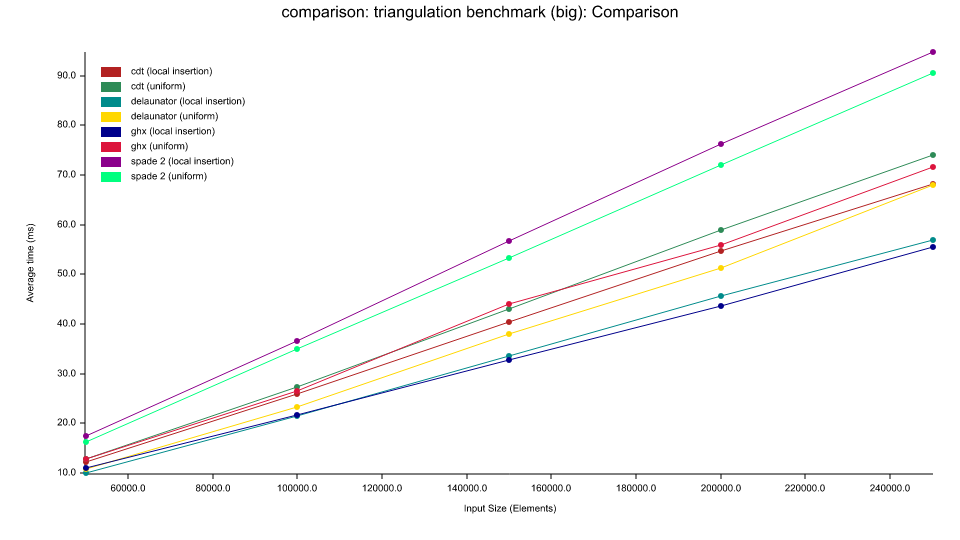 comparison: triangulation benchmark (big): Comparison
cdt (local insertion)
cdt (uniform)
delaunator (local insertion)
delaunator (uniform)
ghx (local insertion)
ghx (uniform)
spade 2 (local insertion)
spade 2 (uniform)
Average time (ms)
90.0
80.0
70.0
60.0
50.0
40.0
30.0
20.0
10.0
60000.0 80000.0 100000.0 120000.0 140000.0 160000.0 180000.0 200000.0 220000.0 240000.0
Input Size (Elements)